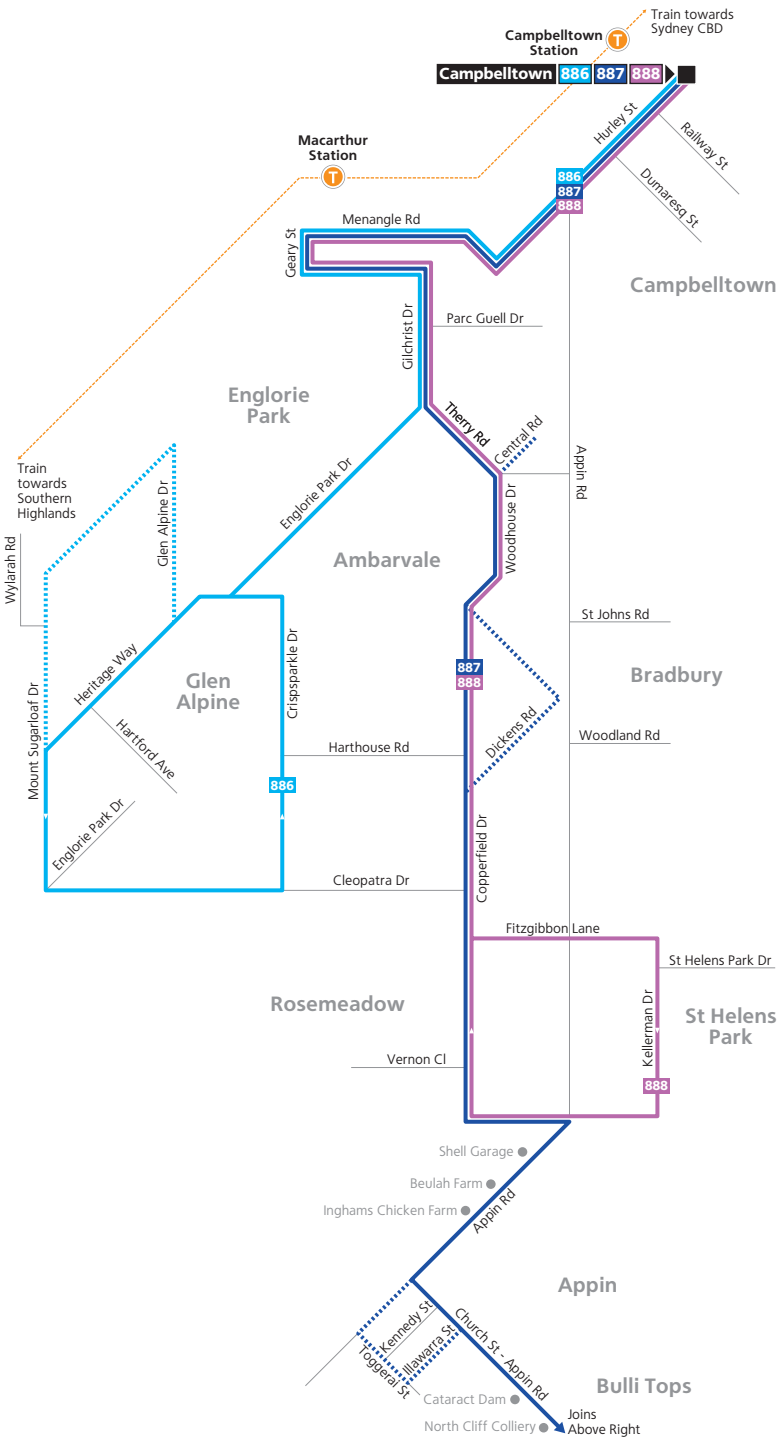 Train towards
Sydney CBD
Campbelltown
Station
T
Campbelltown 886 887 888
Hurley St
Railway St
Dumaresq St
Macarthur
Station
T
886
887
888
Menangle Rd
Geary St
Campbelltown
Gilchrist Dr
Parc Guell Dr
Englorie
Park
Therry Rd
Central Rd
Appin Rd
Train
towards
Southern
Highlands
Wylarah Rd
Glen Alpine Dr
Englorie Park Dr
Woodhouse Dr
Ambarvale
St Johns Rd
Heritage Way
Glen
Alpine
Crispsparkle Dr
887
888
Bradbury
Mount Sugarloaf Dr
Hartford Ave
Harthouse Rd
Dickens Rd
Woodland Rd
886
Englorie Park Dr
Copperfield Dr
Cleopatra Dr
Fitzgibbon Lane
St Helens Park Dr
Rosemeadow
Kellerman Dr
St Helens
Park
Vernon Cl
888
Shell Garage
Beulah Farm
Inghams Chicken Farm
Appin Rd
Appin
Kennedy St
Church St - Appin Rd
Illawarra St
Toggerai St
Bulli Tops
Cataract Dam
North Cliff Colliery
Joins
Above Right